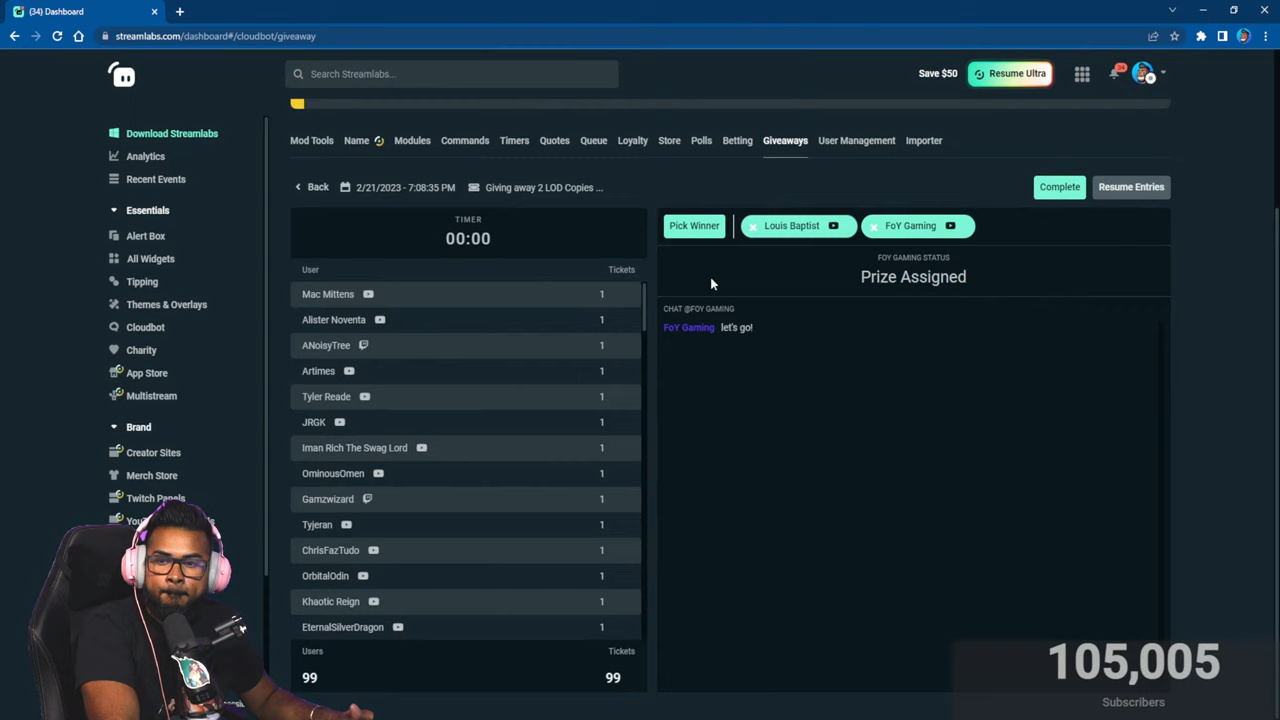 (34) Dashboard
streamlabs.com/dashboard#/cloudbot/giveaway
Search Streamlabs...
Save $50
Resume Ultra
34
Download Streamlabs
Analytics
Recent Events
Essentials
Alert Box
All Widgets
Tipping
Themes & Overlays
Cloudbot
Charity
App Store
Multistream
Brand
Creator Sites
Merch Store
Twitch Panels
Mod Tools Name Modules Commands Timers Quotes Queue Loyalty Store Polls Betting Giveaways User Management Importer
Back 2/21/2023 - 7:08:35 PM Giving away 2 LOD Copies ...
Complete Resume Entries
TIMER
00:00
User Tickets
Mac Mittens 1
Alister Noventa 1
ANoisyTree 1
Artimes 1
Tyler Reade 1
JRGK 1
Iman Rich The Swag Lord 1
OminousOmen 1
Gamzwizard 1
Tyjeran 1
ChrisFazTudo 1
OrbitalOdin 1
Khaotic Reign 1
EternalSilverDragon 1
Users Tickets
99 99
Pick Winner Louis Baptist FoY Gaming
FOY GAMING STATUS
Prize Assigned
CHAT @FOY GAMING
FoY Gaming let's go!
105,005
Subscribers